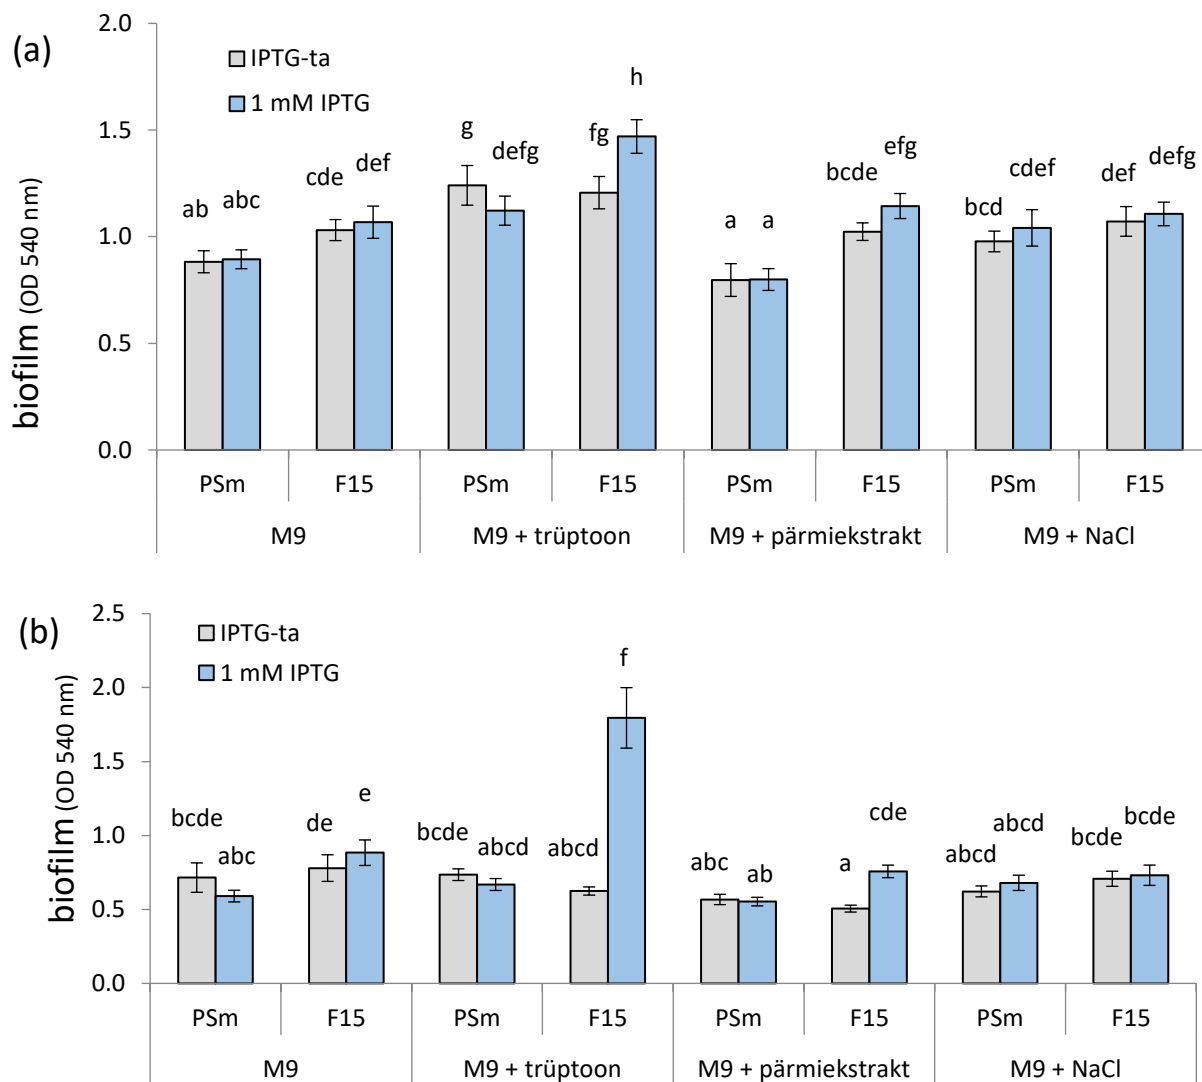 (a)
IPTG-ta
1 mM IPTG
biofilm (OD 540 nm)
2.0
1.5
1.0
0.5
0.0
ab
abc
cde
def
g
defg
fg
h
a
a
bcde
efg
bcd
cdef
def
defg
PSm F15 PSm F15 PSm F15 PSm F15
M9 M9 + trüptoon M9 + pärmiekstrakt M9 + NaCl
(b)
IPTG-ta
1 mM IPTG
biofilm (OD 540 nm)
2.5
2.0
1.5
1.0
0.5
0.0
bcde
abc
de
e
bcde
abcd
abcd
f
abc
ab
a
cde
abcd
abcd
bcde
bcde
PSm F15 PSm F15 PSm F15 PSm F15
M9 M9 + trüptoon M9 + pärmiekstrakt M9 + NaCl